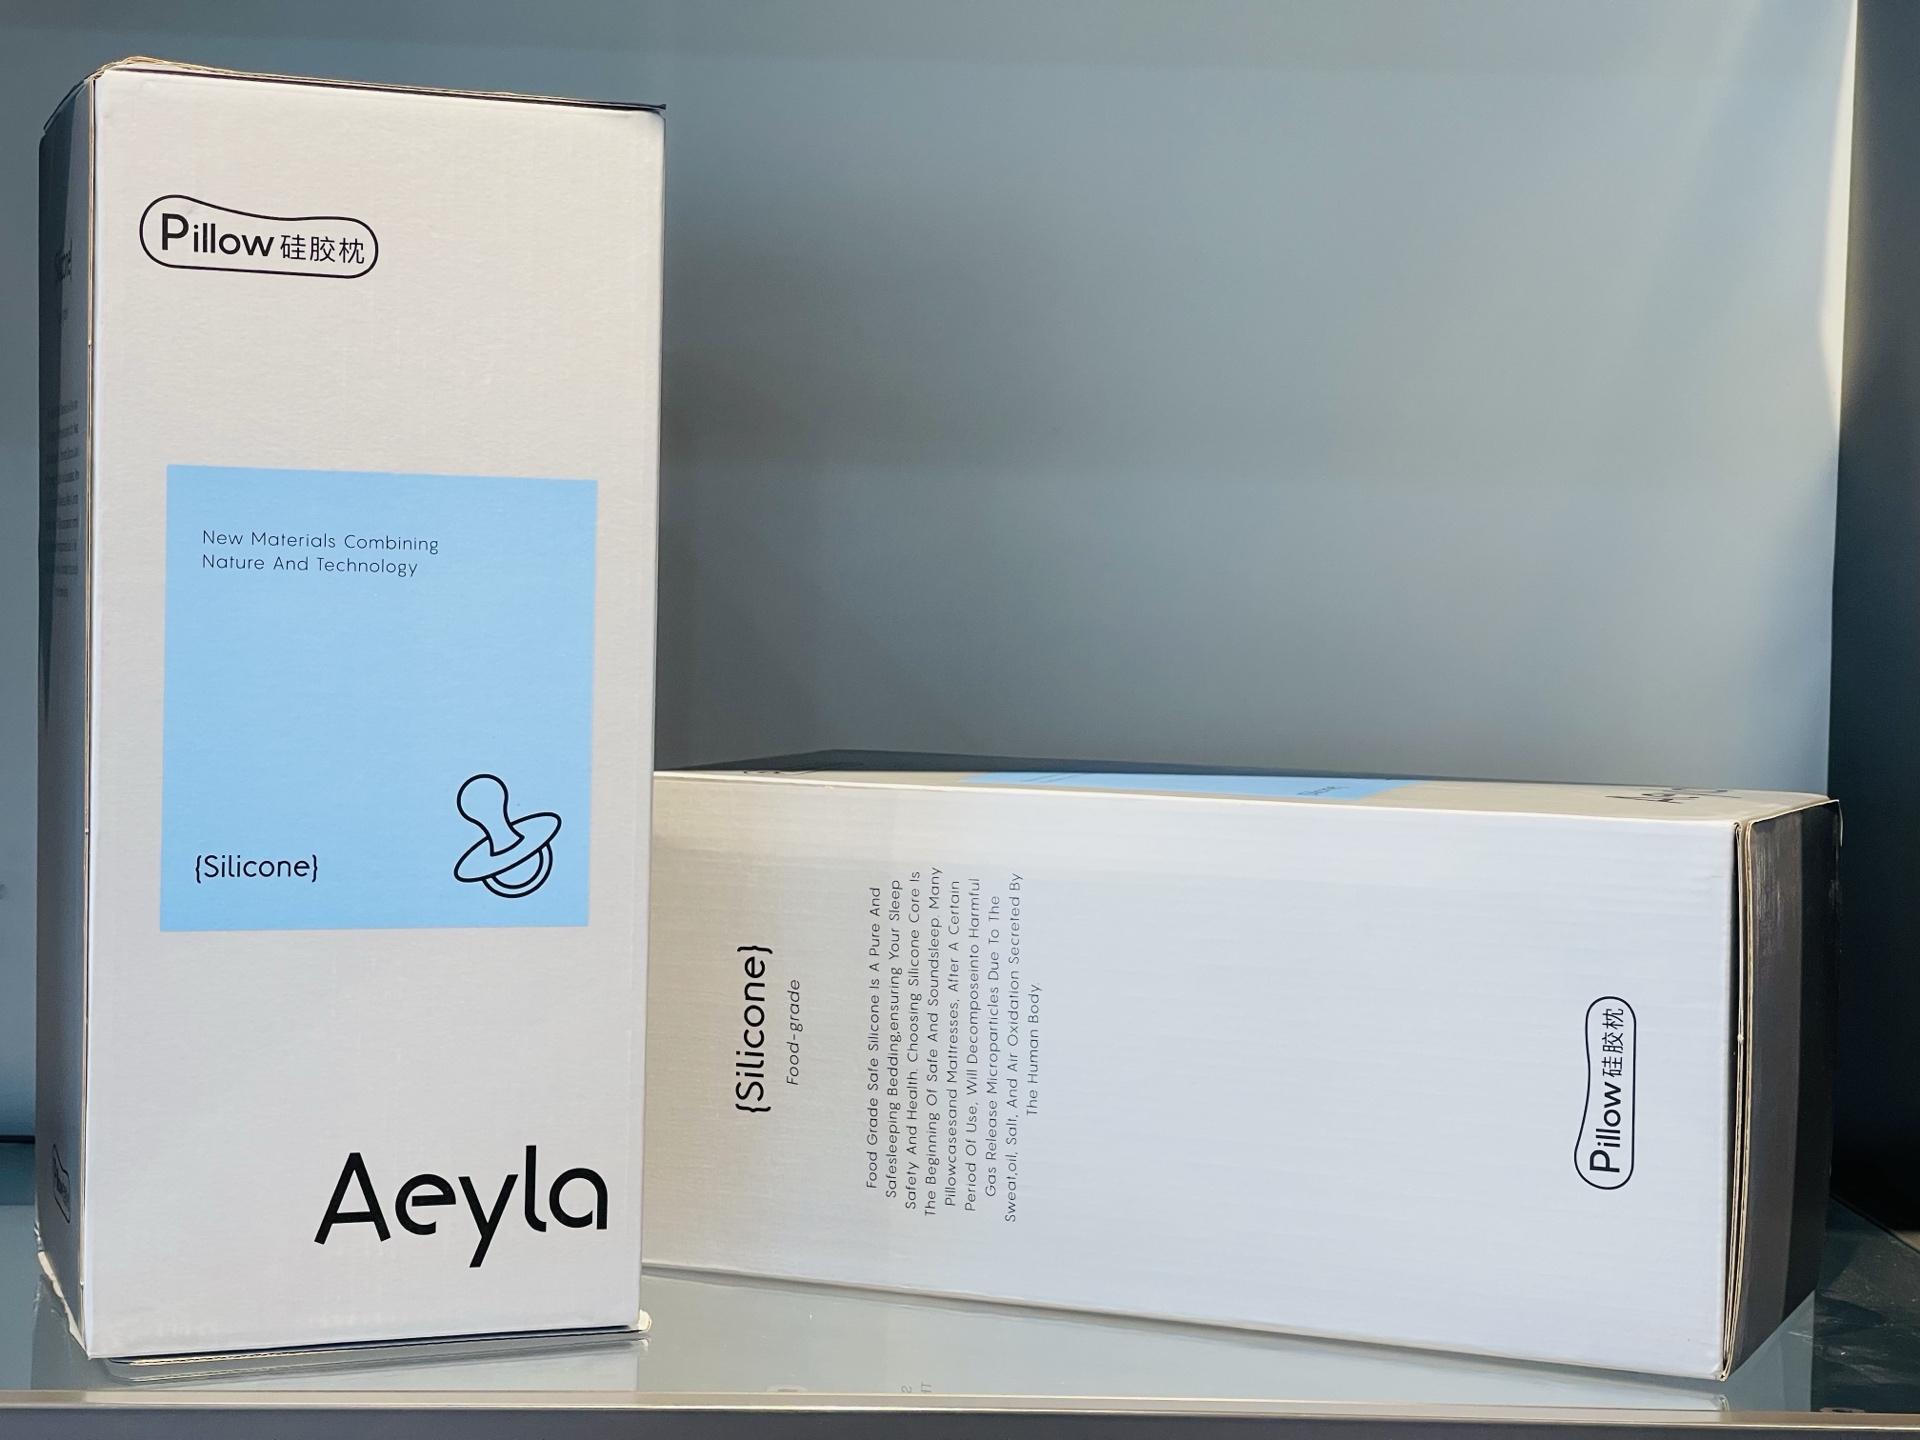 Pillow 硅胶枕
New Materials Combining
Nature And Technology
{Silicone}
Aeyla
{Silicone}
Food-grade
Food Grade Safe Silicone Is A Pure And
Safesleeping Bedding,ensuring Your Sleep
Safety And Health. Choosing Silicone Core Is
The Beginning Of Safe And Soundsleep. Many
Pillowcasesand Mattresses, After A Certain
Period Of Use, Will Decomposeinto Harmful
Gas Release Microparticles Due To The
Sweat,oil, Salt, And Air Oxidation Secreted By
The Human Body.
Pillow 硅胶枕